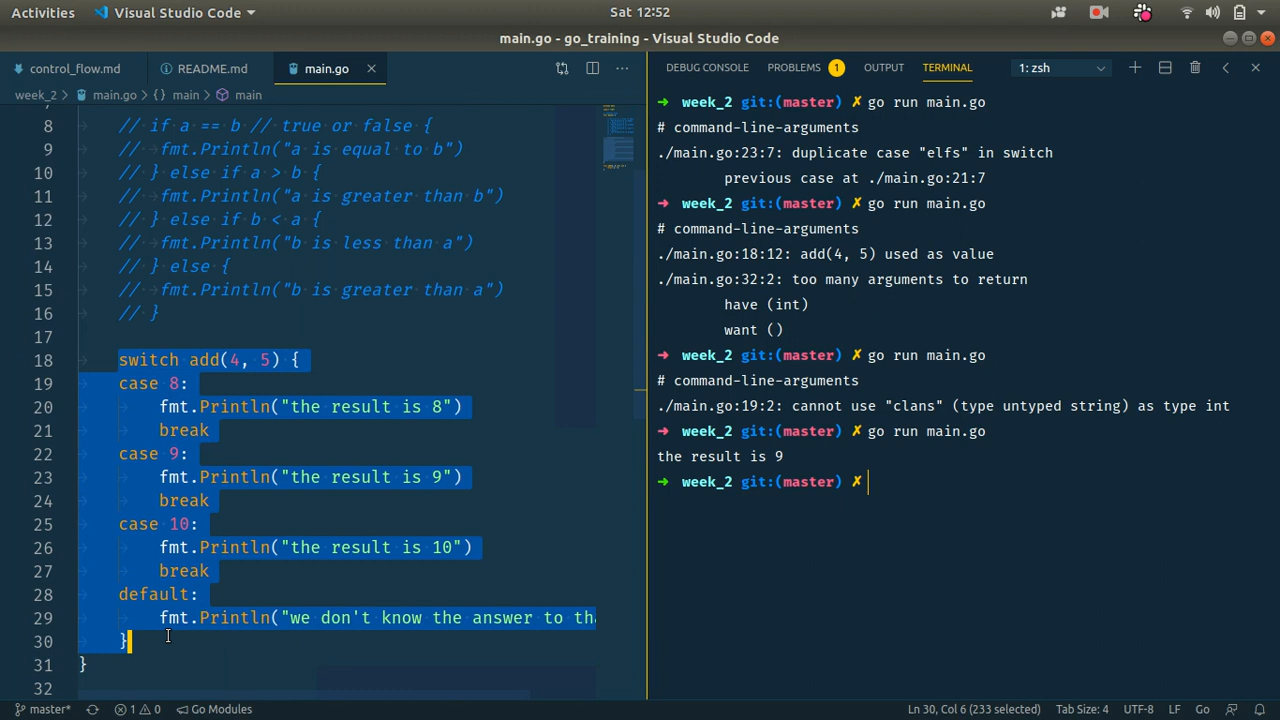 Activities Visual Studio Code Sat 12:52
main.go - go_training - Visual Studio Code
control_flow.md README.md main.go
DEBUG CONSOLE PROBLEMS 1 OUTPUT TERMINAL 1: zsh
week_2 > main.go > {} main > main
8 // if a == b // true or false {
9 // fmt.Println("a is equal to b")
10 // } else if a > b {
11 // fmt.Println("a is greater than b")
12 // } else if b < a {
13 // fmt.Println("b is less than a")
14 // } else {
15 // fmt.Println("b is greater than a")
16 // }
17
18 switch add(4, 5) {
19 case 8:
20 fmt.Println("the result is 8")
21 break
22 case 9:
23 fmt.Println("the result is 9")
24 break
25 case 10:
26 fmt.Println("the result is 10")
27 break
28 default:
29 fmt.Println("we don't know the answer to
30 }
31 }
32
→ week_2 git:(master) ✗ go run main.go
# command-line-arguments
./main.go:23:7: duplicate case "elfs" in switch
previous case at ./main.go:21:7
→ week_2 git:(master) ✗ go run main.go
# command-line-arguments
./main.go:18:12: add(4, 5) used as value
./main.go:32:2: too many arguments to return
have (int)
want ()
→ week_2 git:(master) ✗ go run main.go
# command-line-arguments
./main.go:19:2: cannot use "clans" (type untyped string) as type int
→ week_2 git:(master) ✗ go run main.go
the result is 9
→ week_2 git:(master) ✗
master* 1 0 Go Modules Ln 30, Col 6 (233 selected) Tab Size: 4 UTF-8 LF Go